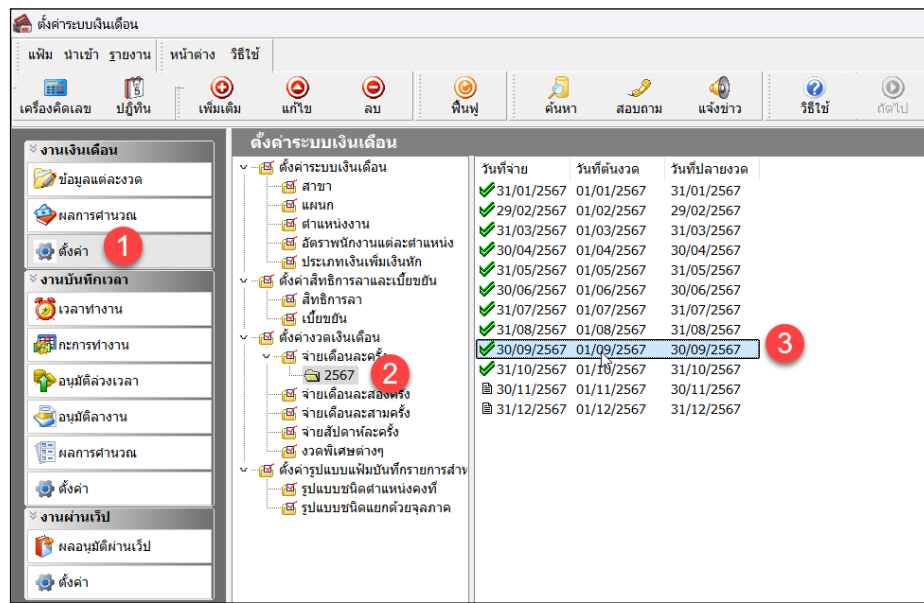 ตั้งค่าระบบเงินเดือน
แฟ้ม นำเข้า รายงาน หน้าต่าง วิธีใช้
เครื่องคิดเลข ปฏิทิน เพิ่มเติม แก้ไข ลบ ฟื้นฟู ค้นหา สอบถาม แจ้งข่าว วิธีใช้ ถัดไป
งานเงินเดือน
ข้อมูลแต่ละงวด
ผลการคำนวณ
ตั้งค่า 1
งานบันทึกเวลา
เวลาทำงาน
กะการทำงาน
อนุมัติล่วงเวลา
อนุมัติลางาน
ผลการคำนวณ
ตั้งค่า
งานผ่านเว็ป
ผลอนุมัติผ่านเว็ป
ตั้งค่า
ตั้งค่าระบบเงินเดือน
ตั้งค่าระบบเงินเดือน
สาขา
แผนก
ตำแหน่งงาน
อัตราพนักงานแต่ละตำแหน่ง
ประเภทเงินเพิ่มเงินหัก
ตั้งค่าสิทธิการลาและเบี้ยขยัน
สิทธิการลา
เบี้ยขยัน
ตั้งค่างวดเงินเดือน
จ่ายเดือนละครั้ง
2567 2
จ่ายเดือนละสองครั้ง
จ่ายเดือนละสามครั้ง
จ่ายสัปดาห์ละครั้ง
งวดพิเศษต่างๆ
ตั้งค่ารูปแบบแฟ้มบันทึกรายการสำห
รูปแบบชนิดตำแหน่งคงที่
รูปแบบชนิดแยกด้วยจุลภาค
วันที่จ่าย วันที่ต้นงวด วันที่ปลายงวด
31/01/2567 01/01/2567 31/01/2567
29/02/2567 01/02/2567 29/02/2567
31/03/2567 01/03/2567 31/03/2567
30/04/2567 01/04/2567 30/04/2567
31/05/2567 01/05/2567 31/05/2567
30/06/2567 01/06/2567 30/06/2567
31/07/2567 01/07/2567 31/07/2567
31/08/2567 01/08/2567 31/08/2567
30/09/2567 01/09/2567 30/09/2567 3
31/10/2567 01/10/2567 31/10/2567
30/11/2567 01/11/2567 30/11/2567
31/12/2567 01/12/2567 31/12/2567